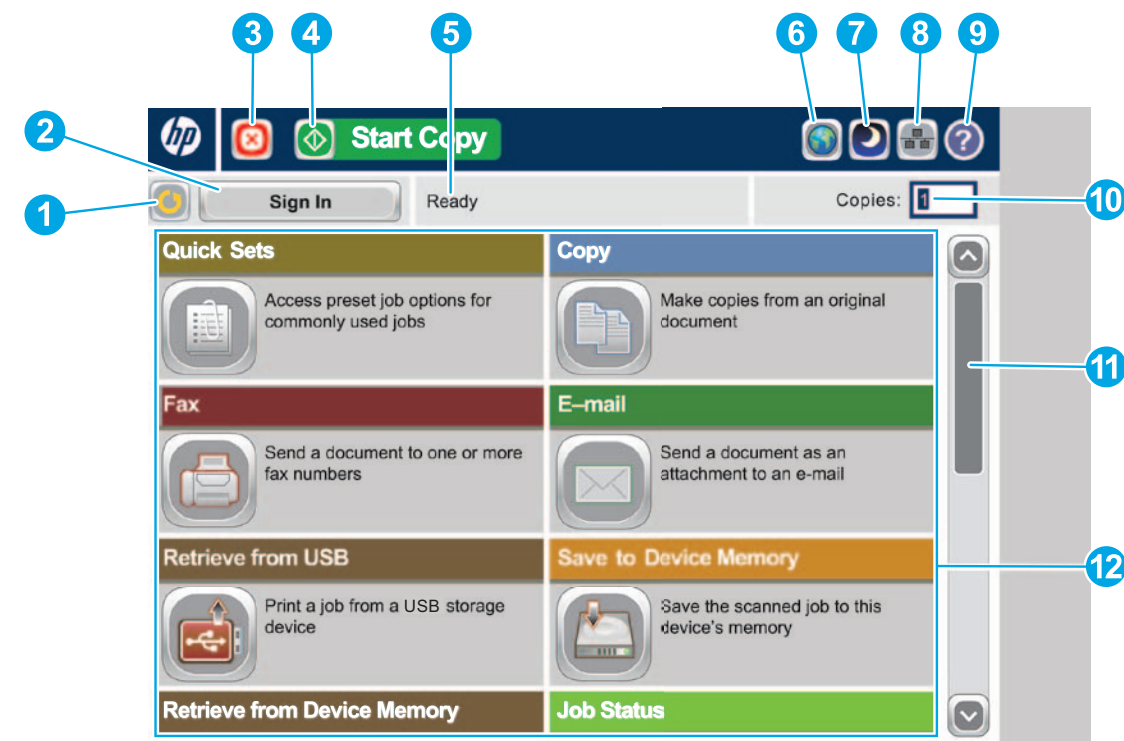 3 4 5 6 7 8 9
2
hp Start Copy ?
1
Sign In Ready Copies: 1
10
Quick Sets
Copy
Access preset job options for
commonly used jobs
Make copies from an original
document
11
Fax
E–mail
Send a document to one or more
fax numbers
Send a document as an
attachment to an e-mail
Retrieve from USB
Save to Device Memory
12
Print a job from a USB storage
device
Save the scanned job to this
device's memory
Retrieve from Device Memory
Job Status